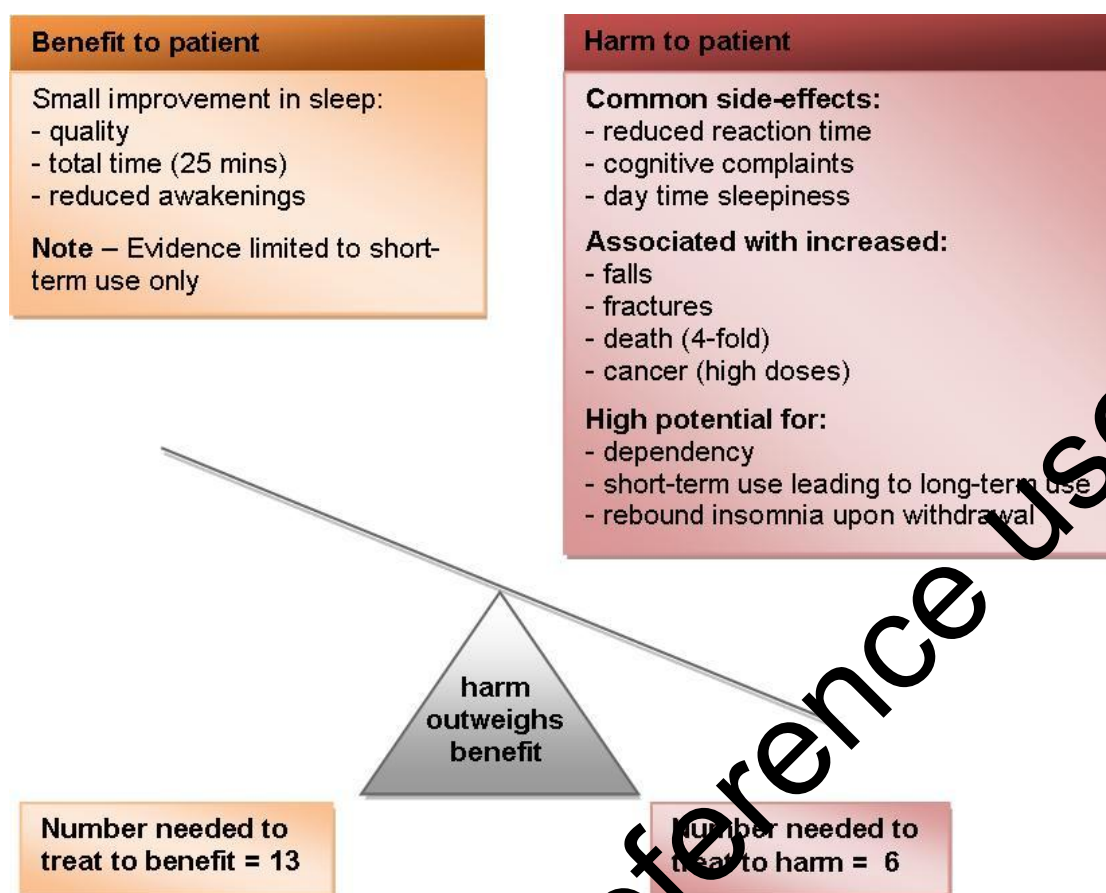 Benefit to patient
Small improvement in sleep:
- quality
- total time (25 mins)
- reduced awakenings
Note – Evidence limited to short-
term use only
Harm to patient
Common side-effects:
- reduced reaction time
- cognitive complaints
- day time sleepiness
Associated with increased:
- falls
- fractures
- death (4-fold)
- cancer (high doses)
High potential for:
- dependency
- short-term use leading to long-term use
- rebound insomnia upon withdrawal
harm
outweighs
benefit
Number needed to
treat to benefit = 13
Number needed to
treat to harm = 6
reference